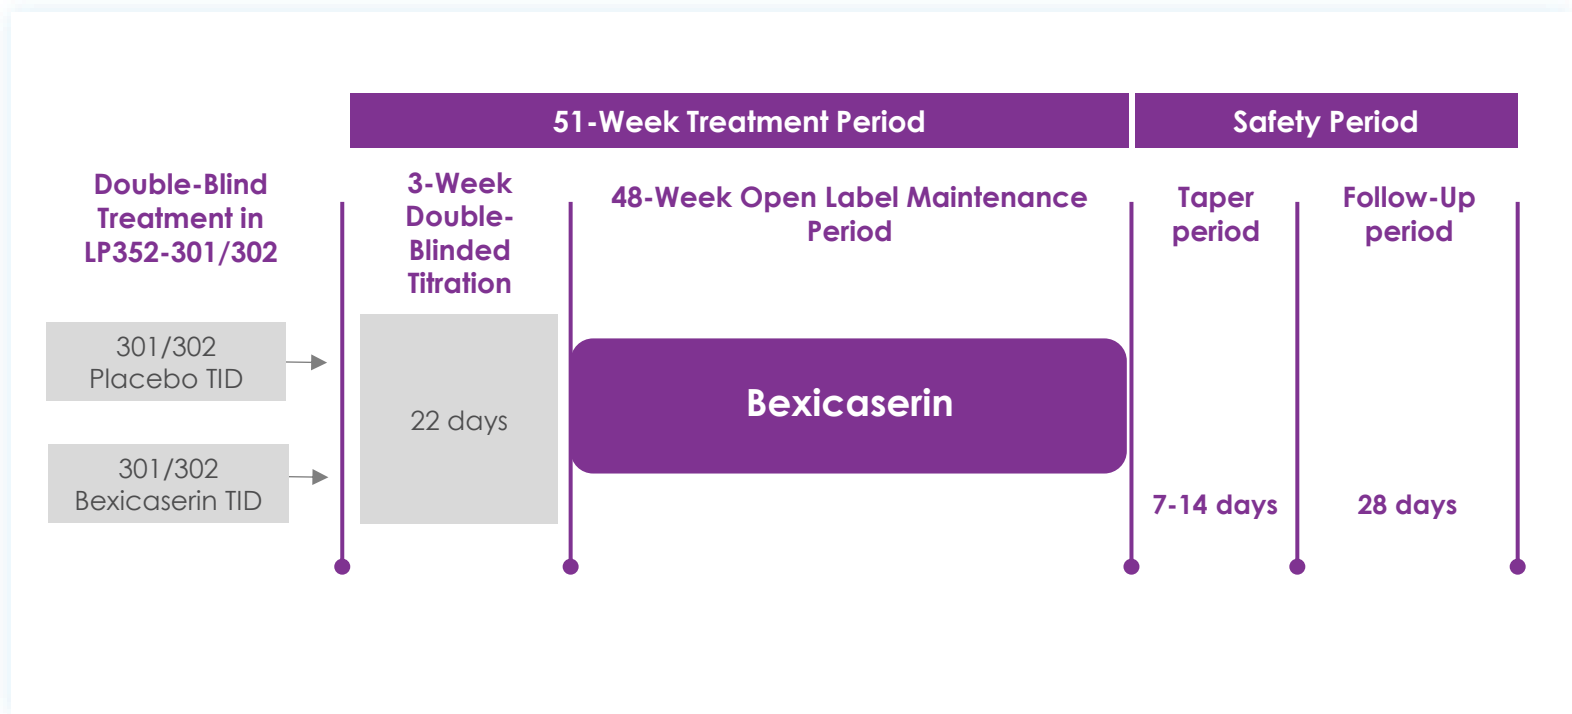 51-Week Treatment Period
Safety Period
Double-Blind
Treatment in
LP352-301/302
3-Week
Double-
Blinded
Titration
48-Week Open Label Maintenance
Period
Taper
period
Follow-Up
period
301/302
Placebo TID
301/302
Bexicaserin TID
22 days
Bexicaserin
7-14 days
28 days